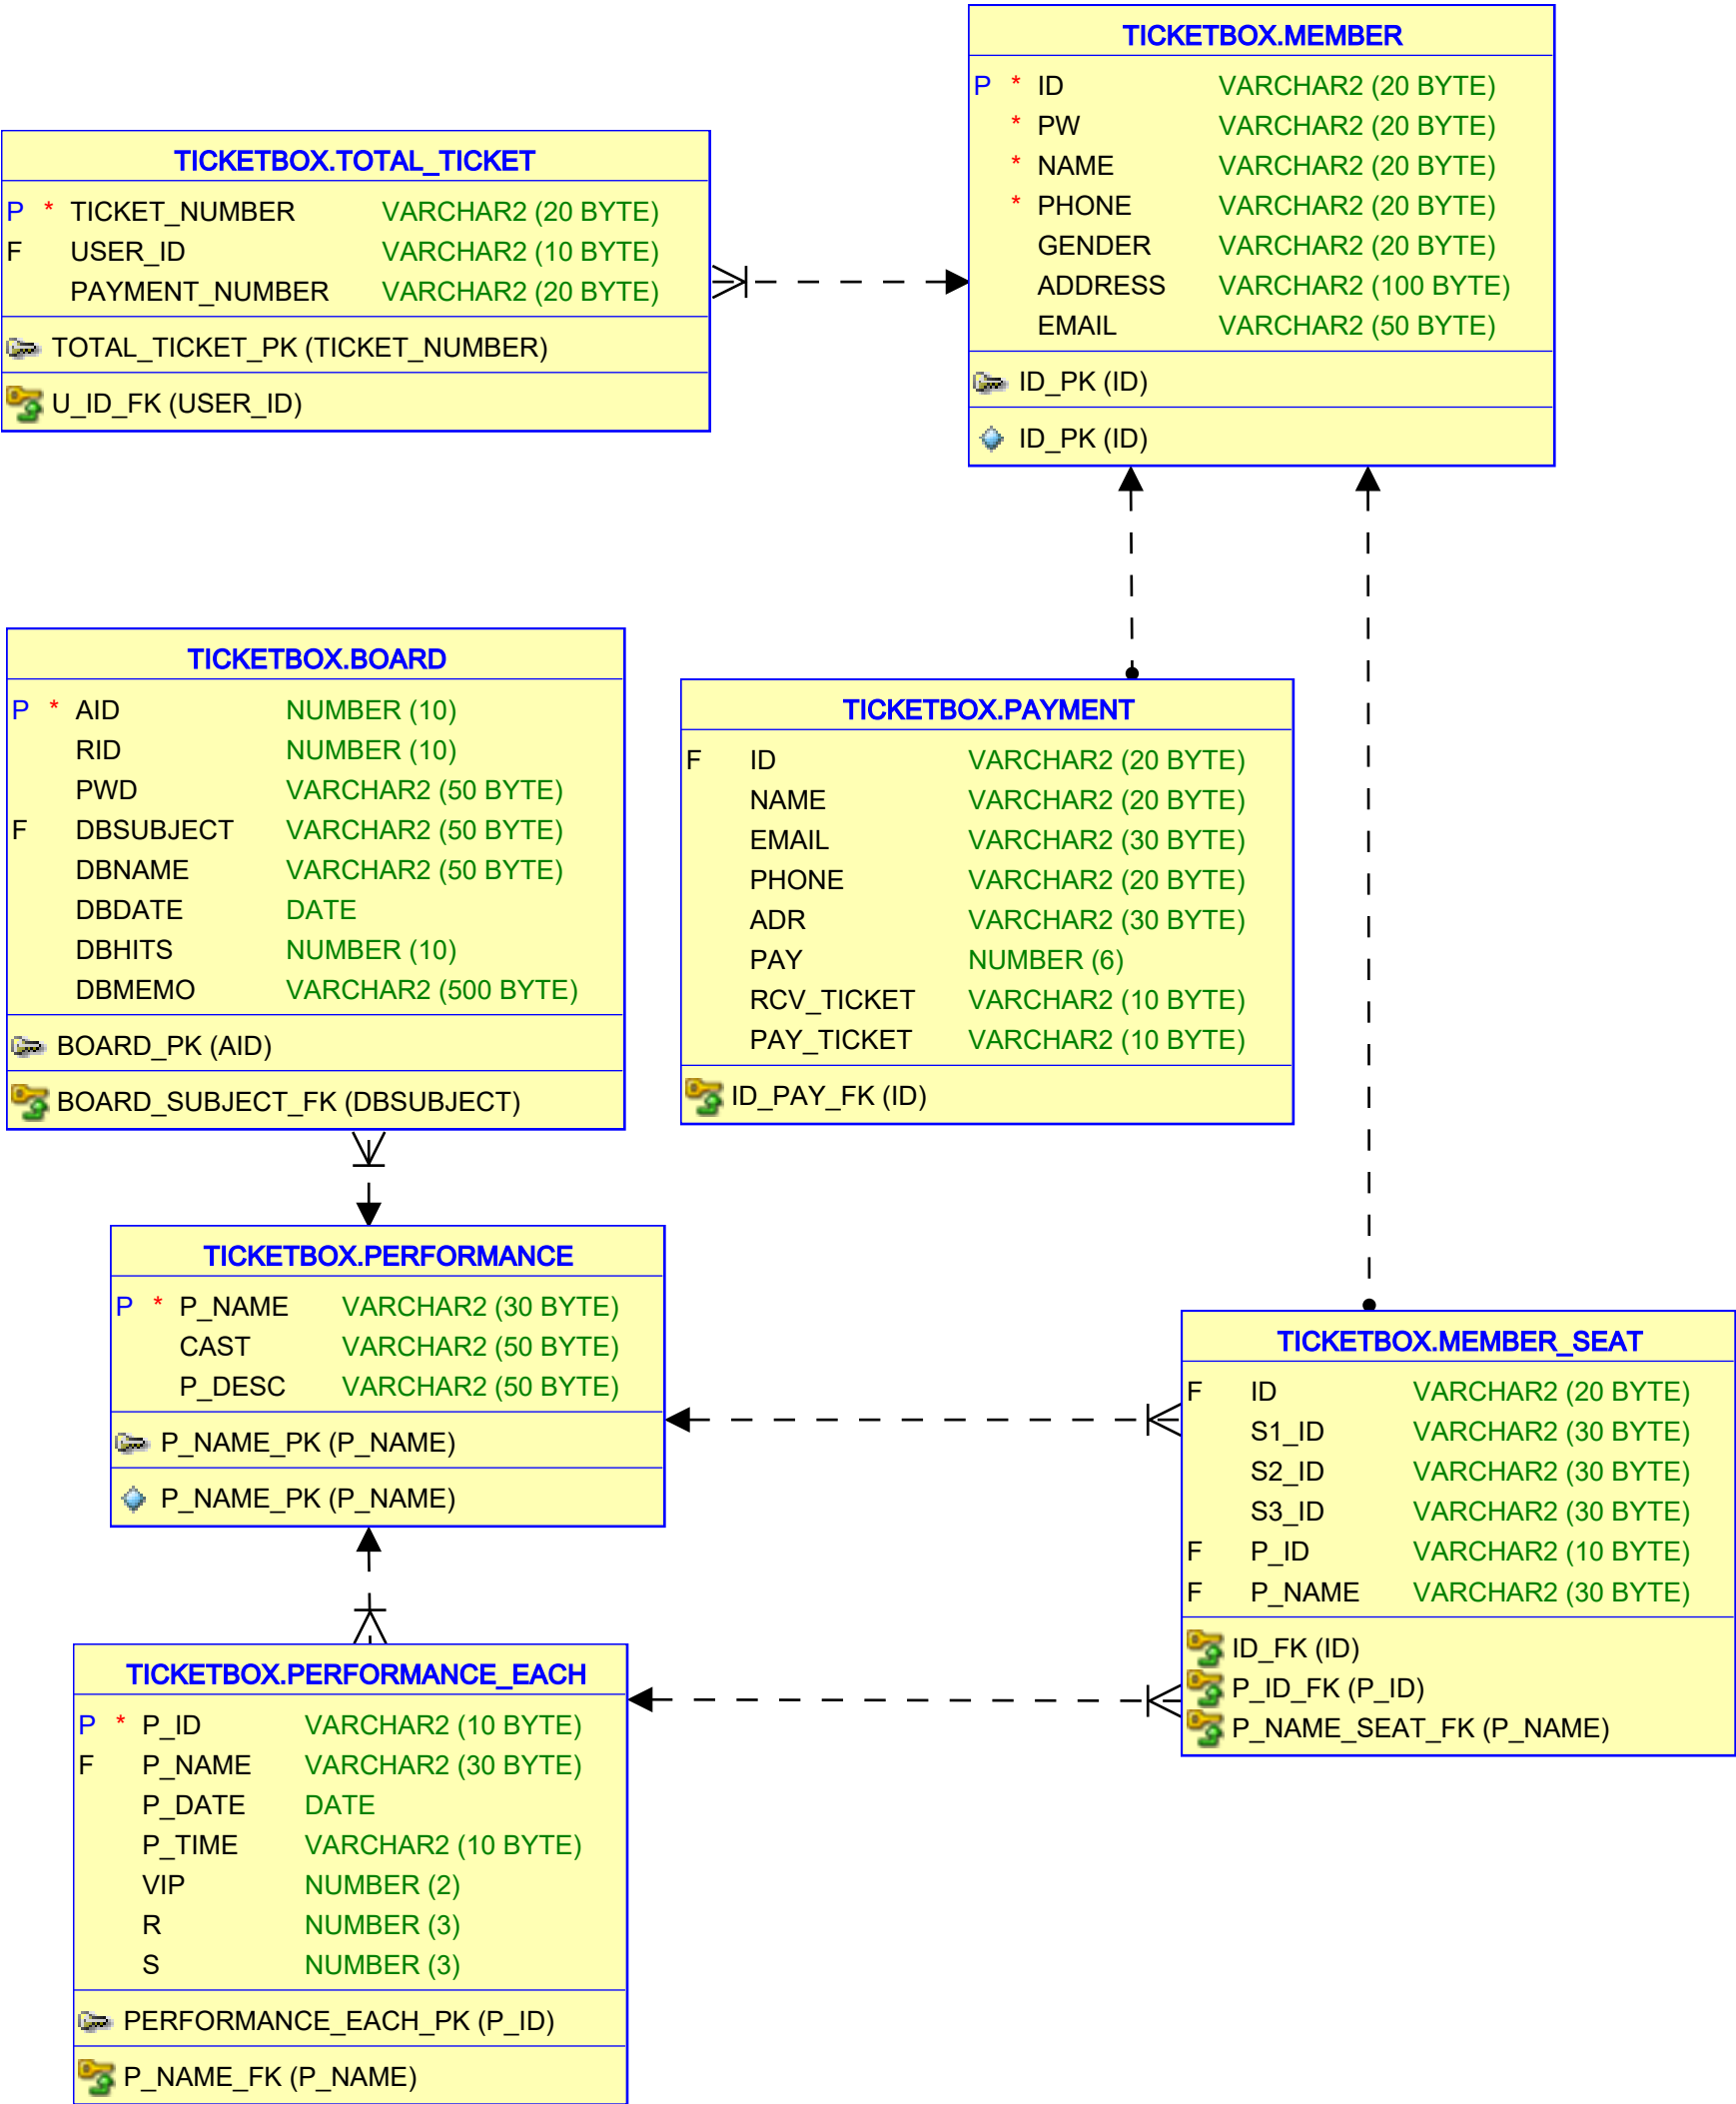 TICKETBOX.MEMBER
P * ID VARCHAR2 (20 BYTE)
* PW VARCHAR2 (20 BYTE)
* NAME VARCHAR2 (20 BYTE)
* PHONE VARCHAR2 (20 BYTE)
GENDER VARCHAR2 (20 BYTE)
ADDRESS VARCHAR2 (100 BYTE)
EMAIL VARCHAR2 (50 BYTE)
ID_PK (ID)
ID_PK (ID)
TICKETBOX.TOTAL_TICKET
P * TICKET_NUMBER VARCHAR2 (20 BYTE)
F USER_ID VARCHAR2 (10 BYTE)
PAYMENT_NUMBER VARCHAR2 (20 BYTE)
TOTAL_TICKET_PK (TICKET_NUMBER)
U_ID_FK (USER_ID)
TICKETBOX.BOARD
P * AID NUMBER (10)
RID NUMBER (10)
PWD VARCHAR2 (50 BYTE)
F DBSUBJECT VARCHAR2 (50 BYTE)
DBNAME VARCHAR2 (50 BYTE)
DBDATE DATE
DBHITS NUMBER (10)
DBMEMO VARCHAR2 (500 BYTE)
BOARD_PK (AID)
BOARD_SUBJECT_FK (DBSUBJECT)
TICKETBOX.PAYMENT
F ID VARCHAR2 (20 BYTE)
NAME VARCHAR2 (20 BYTE)
EMAIL VARCHAR2 (30 BYTE)
PHONE VARCHAR2 (20 BYTE)
ADR VARCHAR2 (30 BYTE)
PAY NUMBER (6)
RCV_TICKET VARCHAR2 (10 BYTE)
PAY_TICKET VARCHAR2 (10 BYTE)
ID_PAY_FK (ID)
TICKETBOX.PERFORMANCE
P * P_NAME VARCHAR2 (30 BYTE)
CAST VARCHAR2 (50 BYTE)
P_DESC VARCHAR2 (50 BYTE)
P_NAME_PK (P_NAME)
P_NAME_PK (P_NAME)
TICKETBOX.MEMBER_SEAT
F ID VARCHAR2 (20 BYTE)
S1_ID VARCHAR2 (30 BYTE)
S2_ID VARCHAR2 (30 BYTE)
S3_ID VARCHAR2 (30 BYTE)
F P_ID VARCHAR2 (10 BYTE)
F P_NAME VARCHAR2 (30 BYTE)
ID_FK (ID)
P_ID_FK (P_ID)
P_NAME_SEAT_FK (P_NAME)
TICKETBOX.PERFORMANCE_EACH
P * P_ID VARCHAR2 (10 BYTE)
F P_NAME VARCHAR2 (30 BYTE)
P_DATE DATE
P_TIME VARCHAR2 (10 BYTE)
VIP NUMBER (2)
R NUMBER (3)
S NUMBER (3)
PERFORMANCE_EACH_PK (P_ID)
P_NAME_FK (P_NAME)